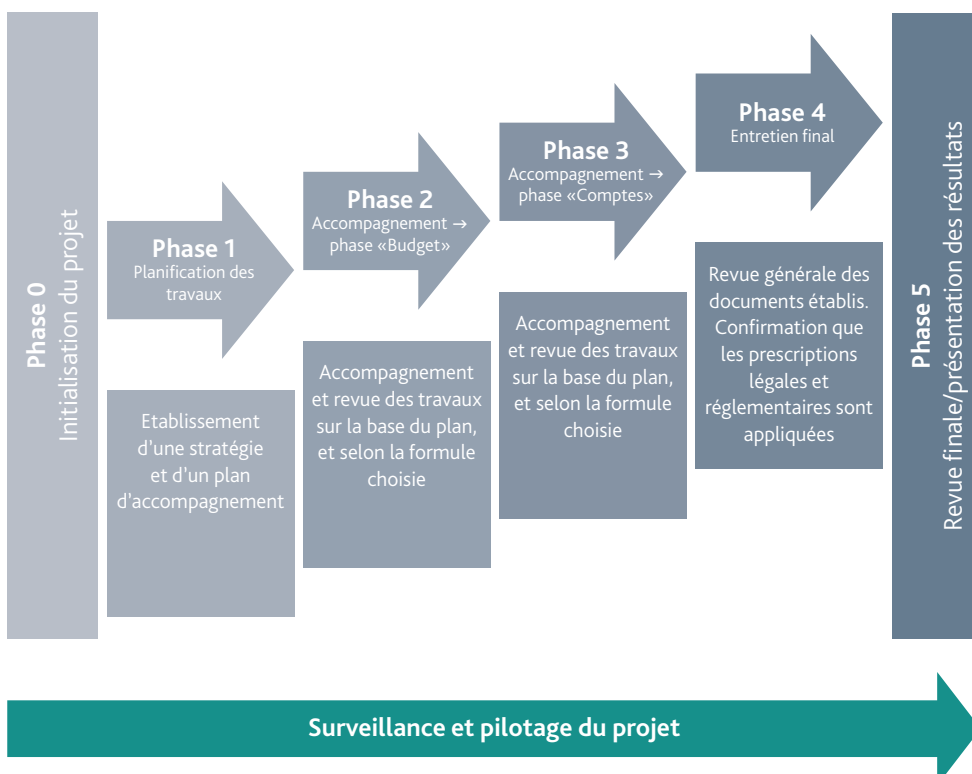 Phase 0
Initialisation du projet
Phase 1
Planification des
travaux
Etablissement
d'une stratégie
et d'un plan
d'accompagnement
Phase 2
Accompagnement →
phase «Budget»
Accompagnement
et revue des travaux
sur la base du plan,
et selon la formule
choisie
Phase 3
Accompagnement →
phase «Comptes»
Accompagnement
et revue des travaux
sur la base du plan,
et selon la formule
choisie
Phase 4
Entretien final
Revue générale des
documents établis.
Confirmation que
les prescriptions
légales et
réglementaires sont
appliquées
Phase 5
Revue finale/présentation des résultats
Surveillance et pilotage du projet